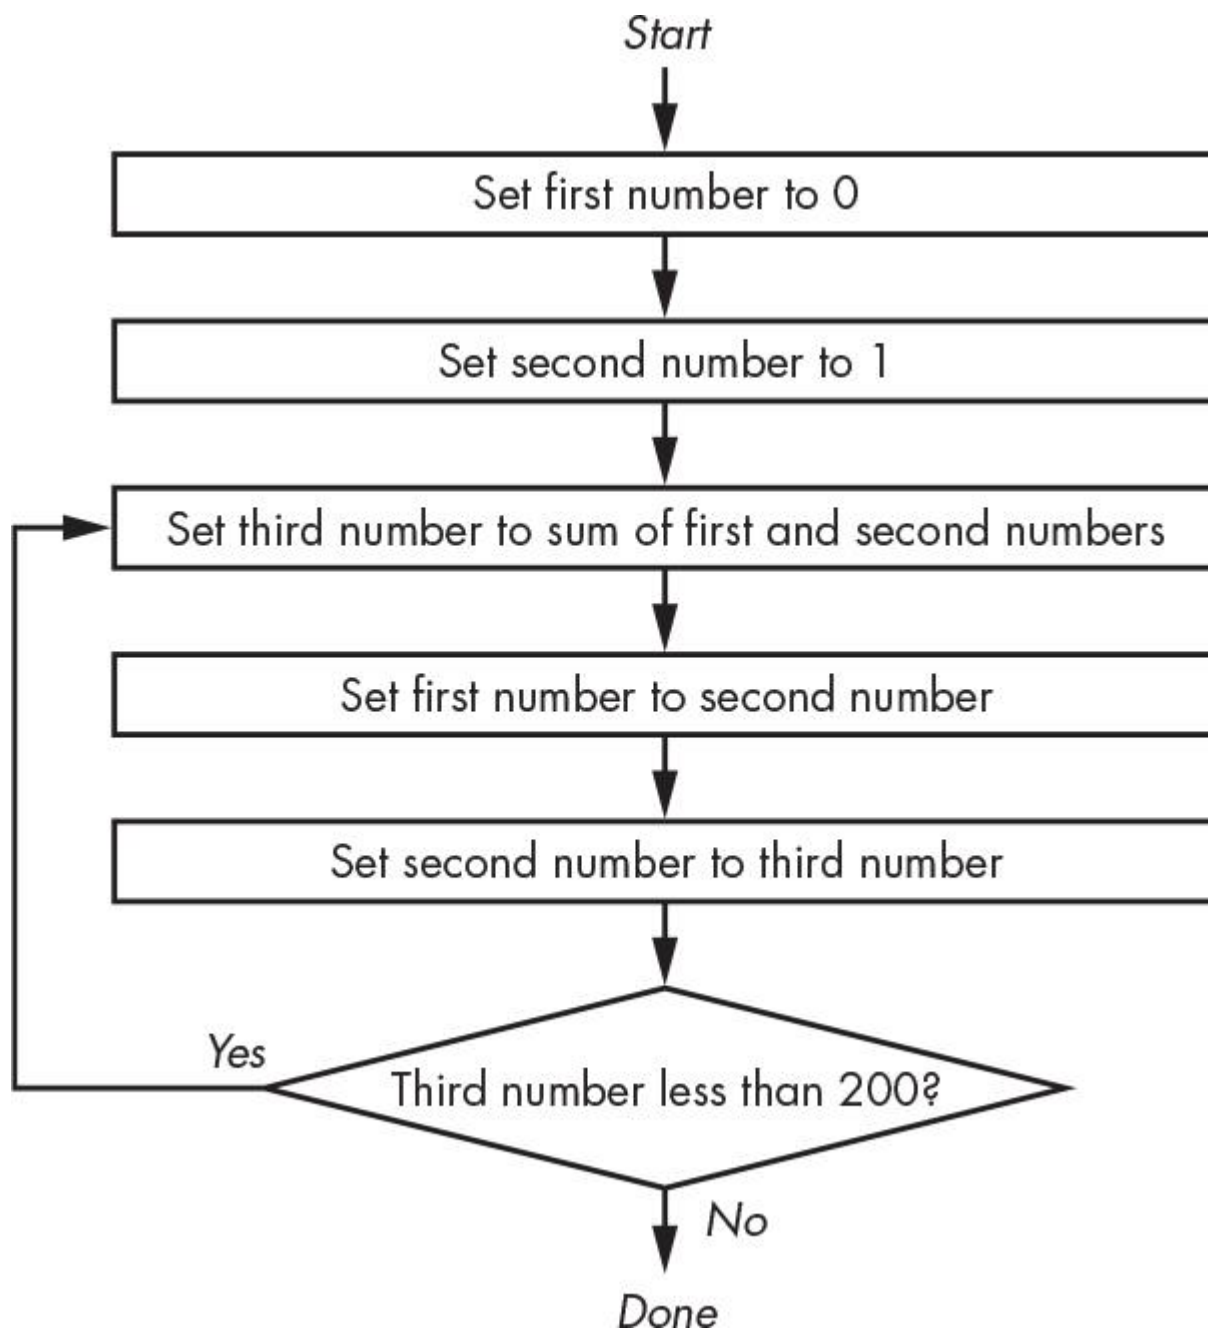 Start
Set first number to 0
Set second number to 1
Set third number to sum of first and second numbers
Set first number to second number
Set second number to third number
Yes
Third number less than 200?
No
Done